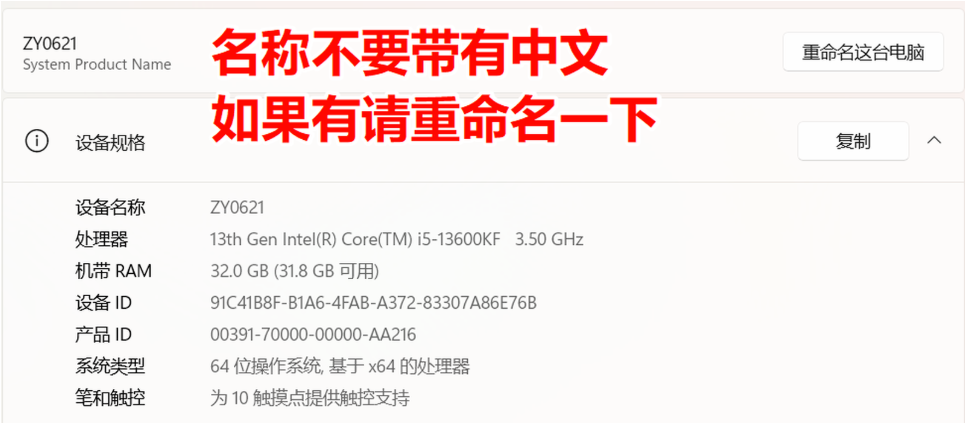 ZY0621
System Product Name
重命名这台电脑
名称不要带有中文
如果有请重命名一下
设备规格
复制
设备名称 ZY0621
处理器 13th Gen Intel(R) Core(TM) i5-13600KF 3.50 GHz
机带 RAM 32.0 GB (31.8 GB 可用)
设备 ID 91C41B8F-B1A6-4FAB-A372-83307A86E76B
产品 ID 00391-70000-00000-AA216
系统类型 64 位操作系统, 基于 x64 的处理器
笔和触控 为 10 触摸点提供触控支持